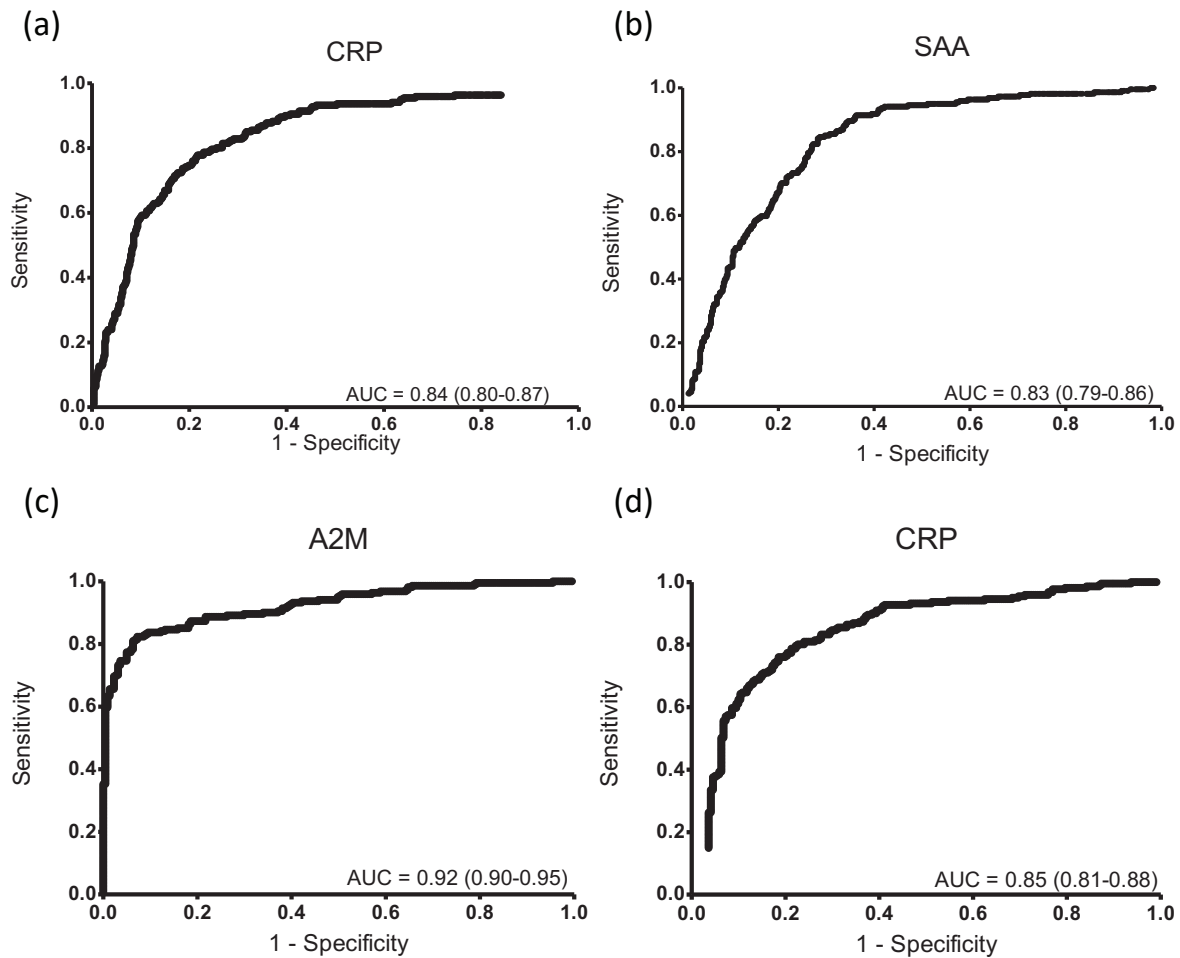 (a)
CRP
1.0
0.8
0.6
0.4
0.2
0.0
Sensitivity
AUC = 0.84 (0.80-0.87)
0.0 0.2 0.4 0.6 0.8 1.0
1 - Specificity
(b)
SAA
1.0
0.8
0.6
0.4
0.2
0.0
Sensitivity
AUC = 0.83 (0.79-0.86)
0.0 0.2 0.4 0.6 0.8 1.0
1 - Specificity
(c)
A2M
1.0
0.8
0.6
0.4
0.2
0.0
Sensitivity
AUC = 0.92 (0.90-0.95)
0.0 0.2 0.4 0.6 0.8 1.0
1 - Specificity
(d)
CRP
1.0
0.8
0.6
0.4
0.2
0.0
Sensitivity
AUC = 0.85 (0.81-0.88)
0.0 0.2 0.4 0.6 0.8 1.0
1 - Specificity